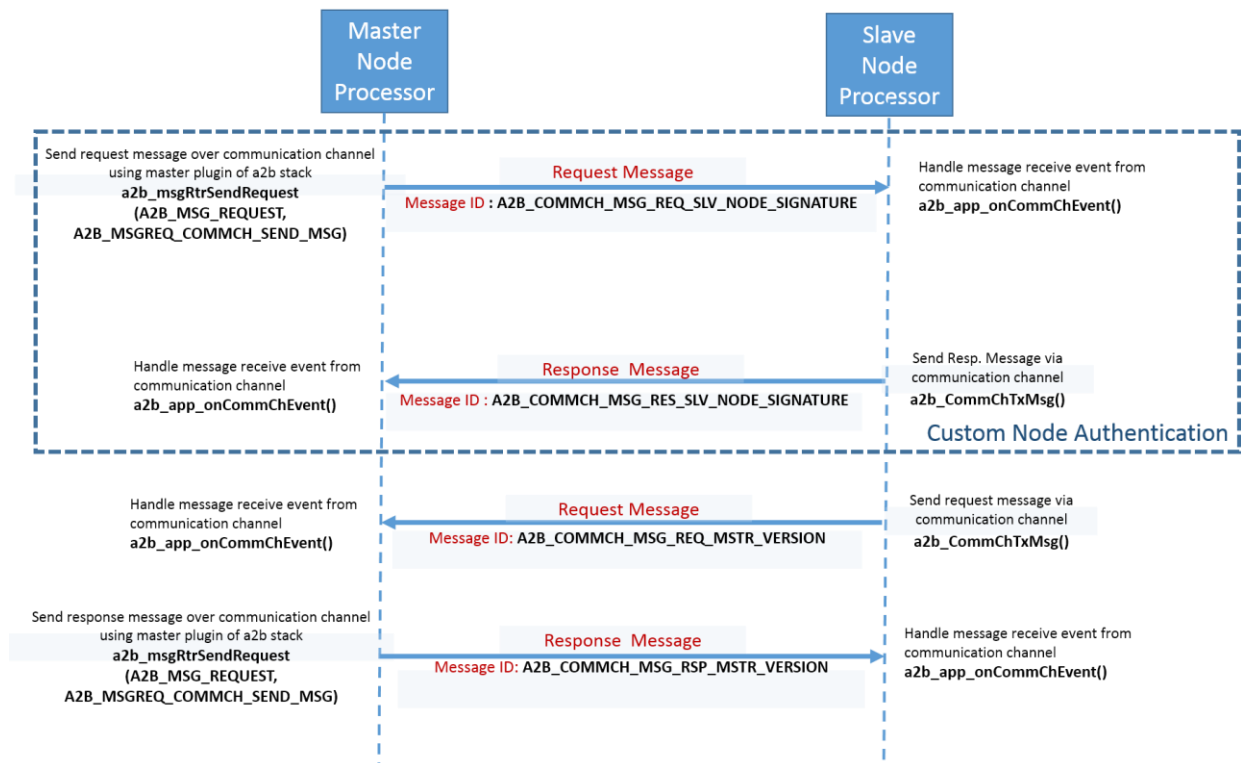 Master
Node
Processor
Slave
Node
Processor
Send request message over communication channel
using master plugin of a2b stack
a2b_msgRtrSendRequest
(A2B_MSG_REQUEST,
A2B_MSGREQ_COMMCH_SEND_MSG)
Request Message
Message ID : A2B_COMMCH_MSG_REQ_SLV_NODE_SIGNATURE
Handle message receive event from
communication channel
a2b_app_onCommChEvent()
Handle message receive event from
communication channel
a2b_app_onCommChEvent()
Response Message
Message ID : A2B_COMMCH_MSG_RES_SLV_NODE_SIGNATURE
Send Resp. Message via
communication channel
a2b_CommChTxMsg()
Custom Node Authentication
Handle message receive event from
communication channel
a2b_app_onCommChEvent()
Request Message
Message ID: A2B_COMMCH_MSG_REQ_MSTR_VERSION
Send request message via
communication channel
a2b_CommChTxMsg()
Send response message over communication channel
using master plugin of a2b stack
a2b_msgRtrSendRequest
(A2B_MSG_REQUEST,
A2B_MSGREQ_COMMCH_SEND_MSG)
Response Message
Message ID: A2B_COMMCH_MSG_RSP_MSTR_VERSION
Handle message receive event from
communication channel
a2b_app_onCommChEvent()